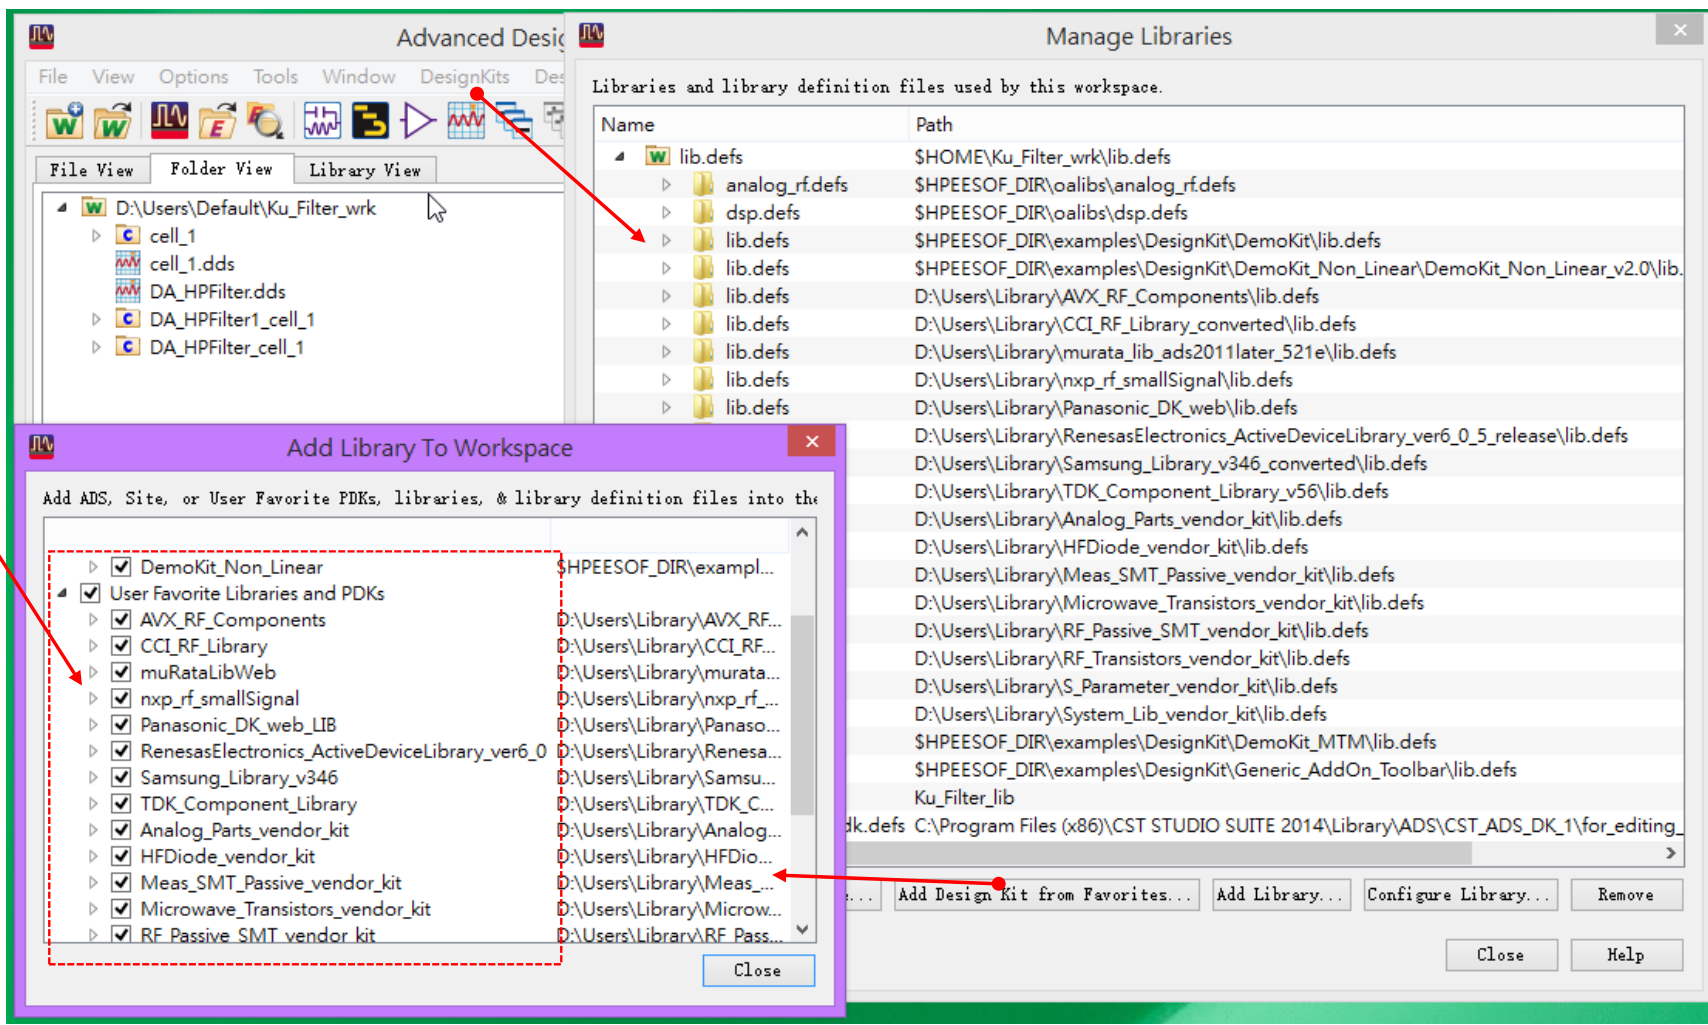 Advanced Desig
File View Options Tools Window DesignKits Des
File View Folder View Library View
D:\Users\Default\Ku_Filter_wrk
cell_1
cell_1.dds
DA_HPFilter.dds
DA_HPFilter1_cell_1
DA_HPFilter_cell_1
Manage Libraries
Libraries and library definition files used by this workspace.
Name Path
lib.defs $HOME\Ku_Filter_wrk\lib.defs
analog_rf.defs $HPEESOF_DIR\oalibs\analog_rf.defs
dsp.defs $HPEESOF_DIR\oalibs\dsp.defs
lib.defs $HPEESOF_DIR\examples\DesignKit\DemoKit\lib.defs
lib.defs $HPEESOF_DIR\examples\DesignKit\DemoKit_Non_Linear\DemoKit_Non_Linear_v2.0\lib.
lib.defs D:\Users\Library\AVX_RF_Components\lib.defs
lib.defs D:\Users\Library\CCI_RF_Library_converted\lib.defs
lib.defs D:\Users\Library\murata_lib_ads2011later_521e\lib.defs
lib.defs D:\Users\Library\nxp_rf_smallSignal\lib.defs
lib.defs D:\Users\Library\Panasonic_DK_web\lib.defs
D:\Users\Library\RenesasElectronics_ActiveDeviceLibrary_ver6_0_5_release\lib.defs
D:\Users\Library\Samsung_Library_v346_converted\lib.defs
D:\Users\Library\TDK_Component_Library_v56\lib.defs
D:\Users\Library\Analog_Parts_vendor_kit\lib.defs
D:\Users\Library\HFDiode_vendor_kit\lib.defs
D:\Users\Library\Meas_SMT_Passive_vendor_kit\lib.defs
D:\Users\Library\Microwave_Transistors_vendor_kit\lib.defs
D:\Users\Library\RF_Passive_SMT_vendor_kit\lib.defs
D:\Users\Library\RF_Transistors_vendor_kit\lib.defs
D:\Users\Library\S_Parameter_vendor_kit\lib.defs
D:\Users\Library\System_Lib_vendor_kit\lib.defs
$HPEESOF_DIR\examples\DesignKit\DemoKit_MTM\lib.defs
$HPEESOF_DIR\examples\DesignKit\Generic_AddOn_Toolbar\lib.defs
Ku_Filter_lib
dk.defs C:\Program Files (x86)\CST STUDIO SUITE 2014\Library\ADS\CST_ADS_DK_1\for_editing_
... Add Design Kit from Favorites... Add Library... Configure Library... Remove
Close Help
Add Library To Workspace
Add ADS, Site, or User Favorite PDKs, libraries, & library definition files into the
DemoKit_Non_Linear $HPEESOF_DIR\exampl...
User Favorite Libraries and PDKs
AVX_RF_Components D:\Users\Library\AVX_RF...
CCI_RF_Library D:\Users\Library\CCI_RF...
muRataLibWeb D:\Users\Library\murata...
nxp_rf_smallSignal D:\Users\Library\nxp_rf_...
Panasonic_DK_web_LIB D:\Users\Library\Panaso...
RenesasElectronics_ActiveDeviceLibrary_ver6_0 D:\Users\Library\Renesa...
Samsung_Library_v346 D:\Users\Library\Samsu...
TDK_Component_Library D:\Users\Library\TDK_C...
Analog_Parts_vendor_kit D:\Users\Library\Analog...
HFDiode_vendor_kit D:\Users\Library\HFDio...
Meas_SMT_Passive_vendor_kit D:\Users\Library\Meas_...
Microwave_Transistors_vendor_kit D:\Users\Library\Microw...
RF_Passive_SMT_vendor_kit D:\Users\Library\RF_Pass...
Close